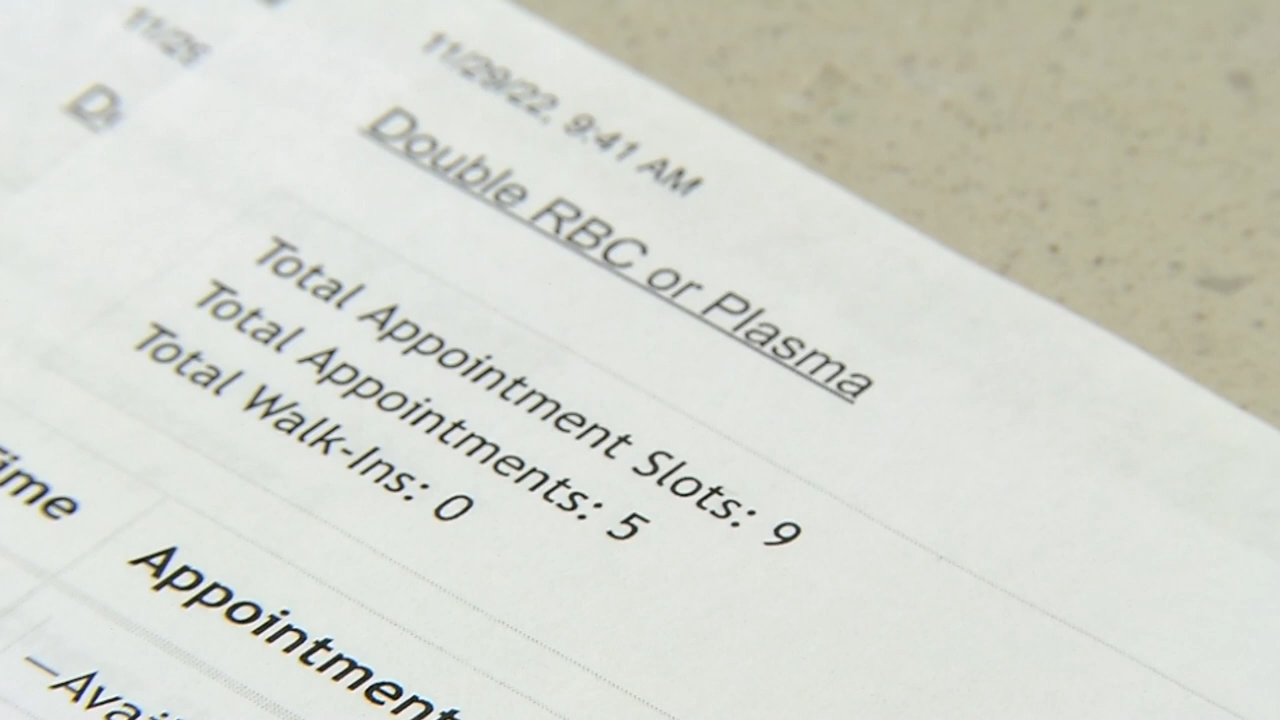 11/29/22, 9:41 AM
Double RBC or Plasma
Total Appointment Slots: 9
Total Appointments: 5
Total Walk-Ins: 0
Time
Appointment